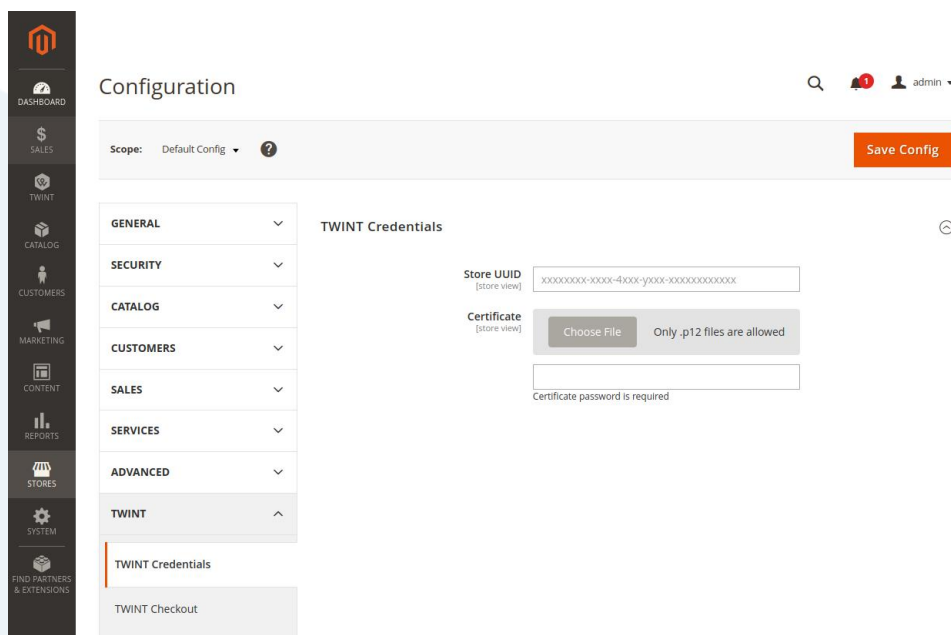 DASHBOARD
SALES
TWINT
CATALOG
CUSTOMERS
MARKETING
CONTENT
REPORTS
STORES
SYSTEM
FIND PARTNERS
& EXTENSIONS
Configuration
1
admin
Scope: Default Config ?
Save Config
GENERAL
SECURITY
CATALOG
CUSTOMERS
SALES
SERVICES
ADVANCED
TWINT
TWINT Credentials
TWINT Checkout
TWINT Credentials
Store UUID
[store view]
xxxxxxxx-xxxx-4xxx-yxxx-xxxxxxxxxxxx
Certificate
[store view]
Choose File Only .p12 files are allowed
Certificate password is required